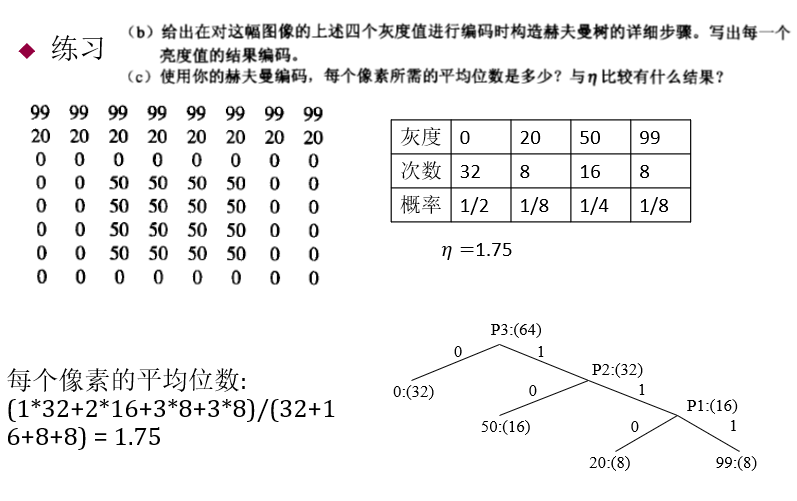 ◆ 练习
(b) 给出在对这幅图像的上述四个灰度值进行编码时构造赫夫曼树的详细步骤。写出每一个
亮度值的结果编码。
(c) 使用你的赫夫曼编码，每个像素所需的平均位数是多少？与η比较有什么结果？
99 99 99 99 99 99 99 99
20 20 20 20 20 20 20 20
0 0 0 0 0 0 0 0
0 0 50 50 50 50 0 0
0 0 50 50 50 50 0 0
0 0 50 50 50 50 0 0
0 0 50 50 50 50 0 0
0 0 0 0 0 0 0 0
灰度 0 20 50 99
次数 32 8 16 8
概率 1/2 1/8 1/4 1/8
η =1.75
P3:(64)
0 1
0:(32) P2:(32)
0 1
50:(16) P1:(16)
0 1
20:(8) 99:(8)
每个像素的平均位数:
(1*32+2*16+3*8+3*8)/(32+1
6+8+8) = 1.75